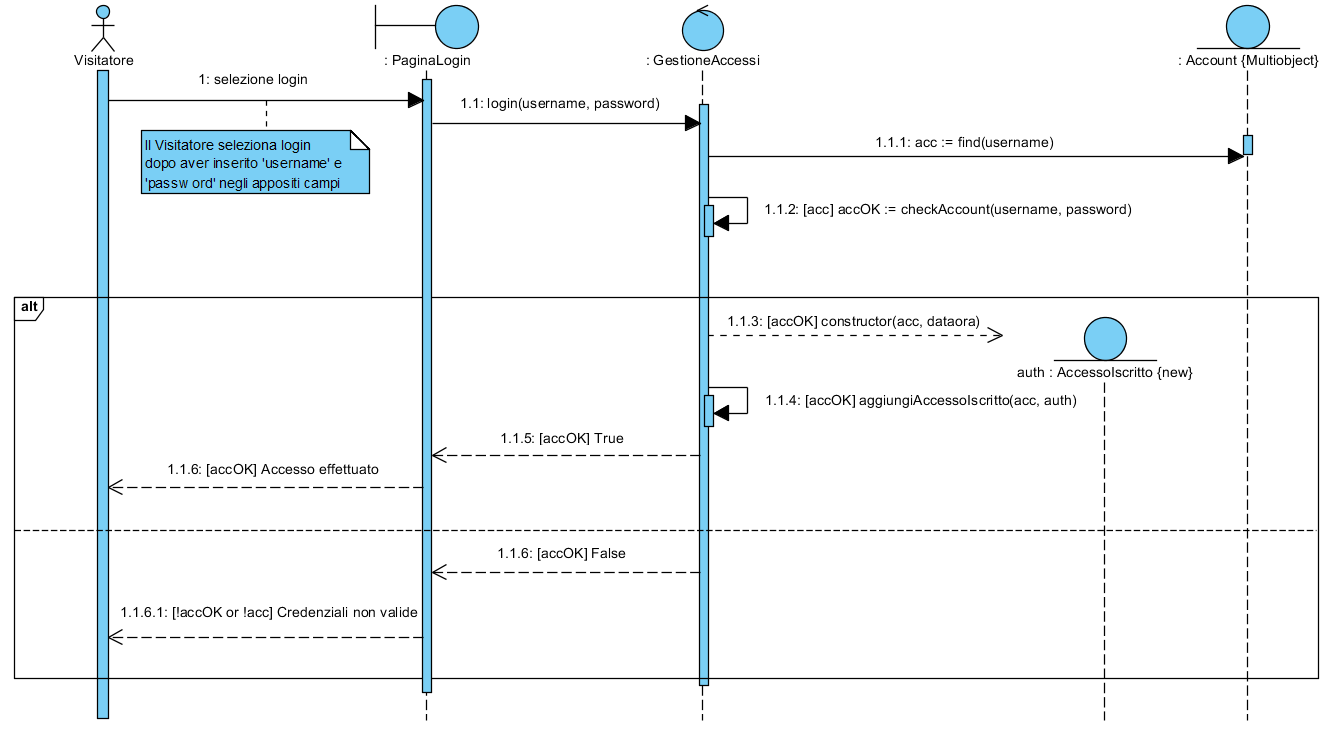 Visitatore
: PaginaLogin
: GestioneAccessi
: Account {Multiobject}
1: selezione login
1.1: login(username, password)
Il Visitatore seleziona login
dopo aver inserito 'username' e
'password' negli appositi campi
1.1.1: acc := find(username)
1.1.2: [acc] accOK := checkAccount(username, password)
alt
1.1.3: [accOK] constructor(acc, dataora)
auth : AccessoIscritto {new}
1.1.4: [accOK] aggiungiAccessoIscritto(acc, auth)
1.1.5: [accOK] True
1.1.6: [accOK] Accesso effettuato
1.1.6: [accOK] False
1.1.6.1: [!accOK or !acc] Credenziali non valide